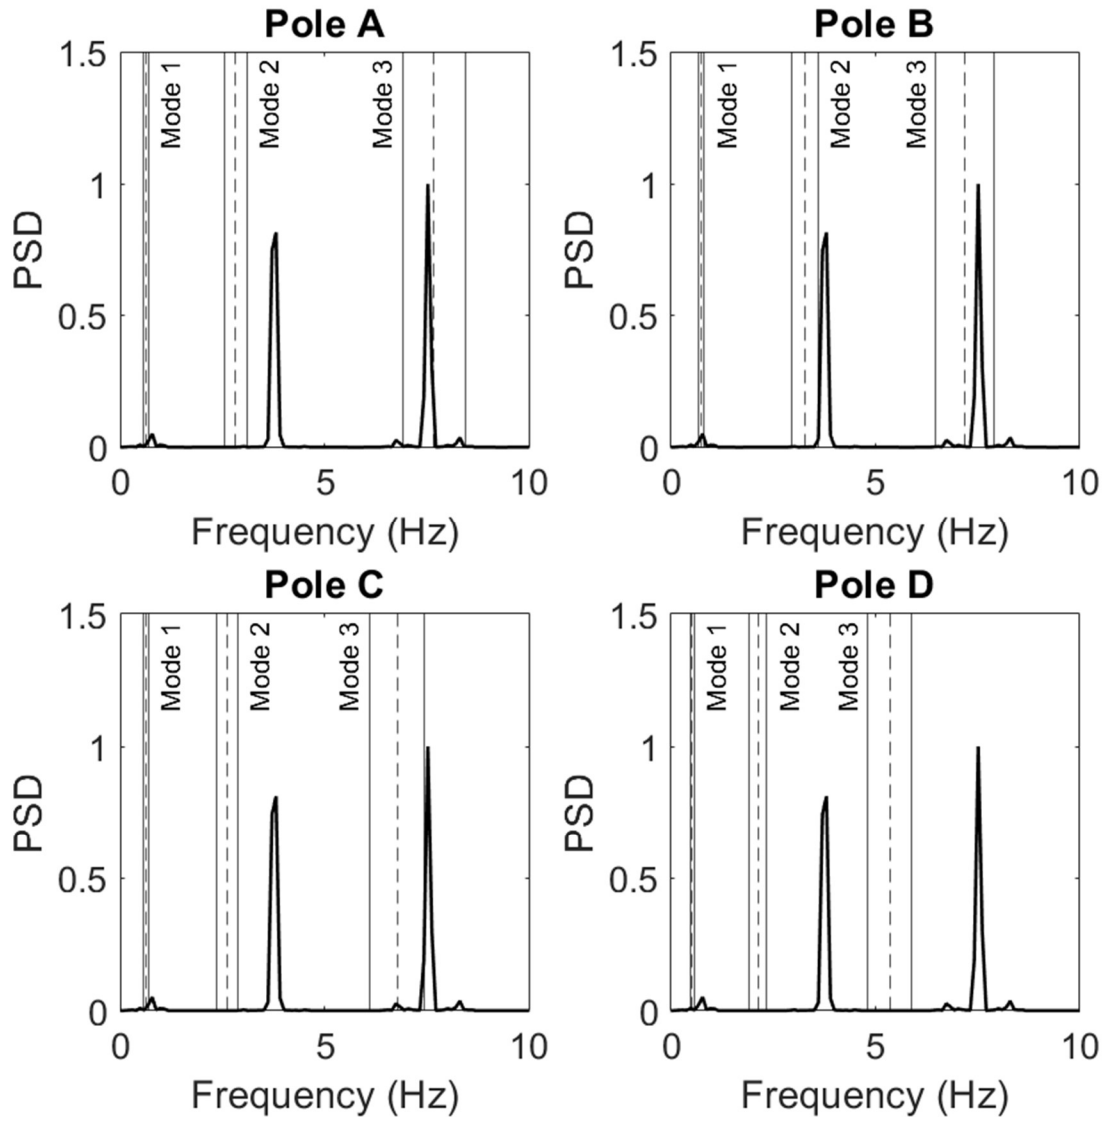 Pole A
1.5
1
0.5
0
PSD
Mode 1
Mode 2
Mode 3
0 5 10
Frequency (Hz)
Pole B
1.5
1
0.5
0
PSD
Mode 1
Mode 2
Mode 3
0 5 10
Frequency (Hz)
Pole C
1.5
1
0.5
0
PSD
Mode 1
Mode 2
Mode 3
0 5 10
Frequency (Hz)
Pole D
1.5
1
0.5
0
PSD
Mode 1
Mode 2
Mode 3
0 5 10
Frequency (Hz)